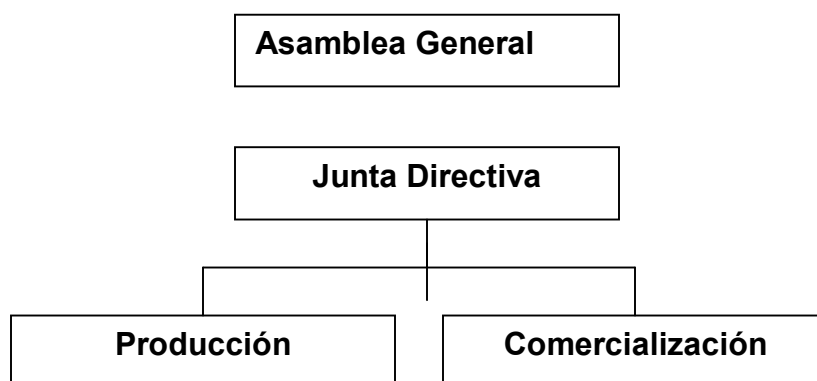 Asamblea General
Junta Directiva
Producción
Comercialización